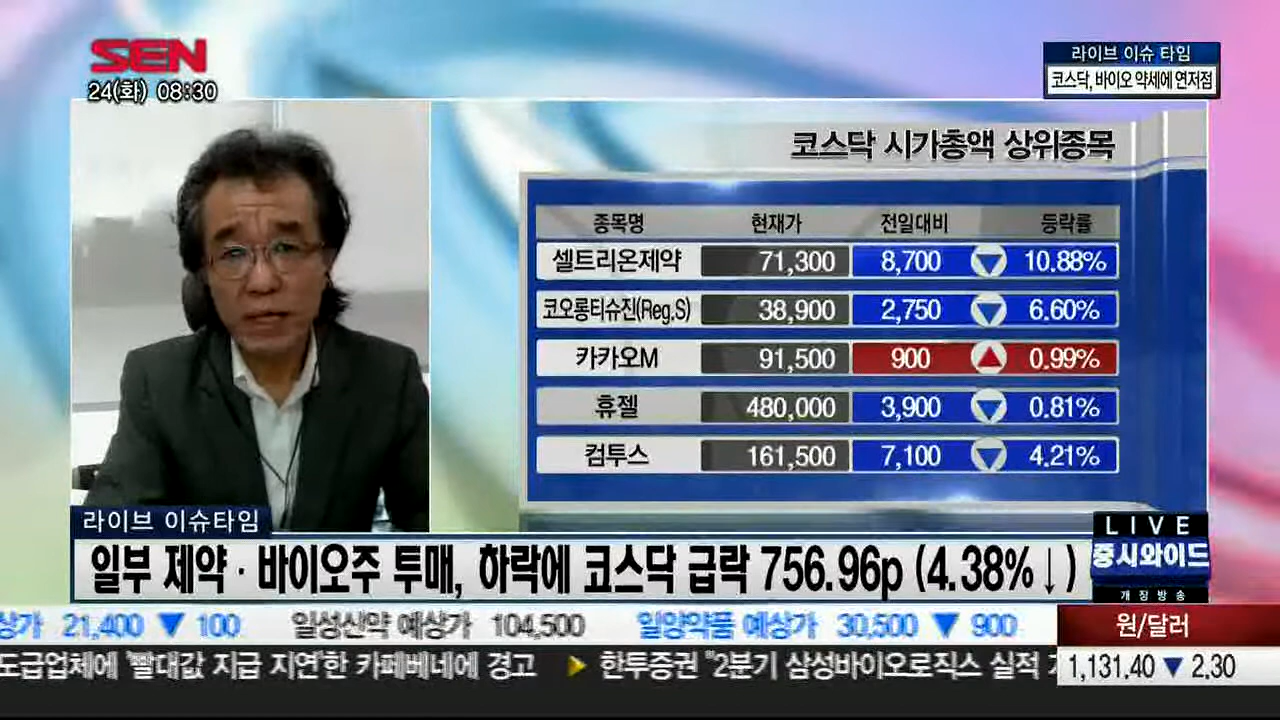 SEN
24(화) 08:30
라이브 이슈 타임
코스닥, 바이오 약세에 연저점
코스닥 시가총액 상위종목
종목명 현재가 전일대비 등락률
셀트리온제약 71,300 8,700 ▼ 10.88%
코오롱티슈진(Reg.S) 38,900 2,750 ▼ 6.60%
카카오M 91,500 900 ▲ 0.99%
휴젤 480,000 3,900 ▼ 0.81%
컴투스 161,500 7,100 ▼ 4.21%
라이브 이슈타임
일부 제약·바이오주 투매, 하락에 코스닥 급락 756.96p (4.38%↓)
LIVE
증시와이드
개장방송
상가 21,400 ▼ 100 일성신약 예상가 104,500 일양약품 예상가 30,500 ▼ 900
원/달러
도급업체에 '빨대값 지급 지연'한 카페베네에 경고 ▶ 한투증권 "2분기 삼성바이오로직스 실적
1,131.40 ▼ 2.30